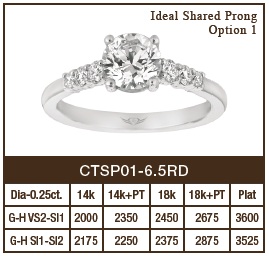 Ideal Shared Prong
Option 1
CTSP01-6.5RD
Dia-0.25ct. 14k 14k+PT 18k 18k+PT Plat
G-H VS2-SI1 2000 2350 2450 2675 3600
G-H SI1-SI2 2175 2250 2375 2875 3525